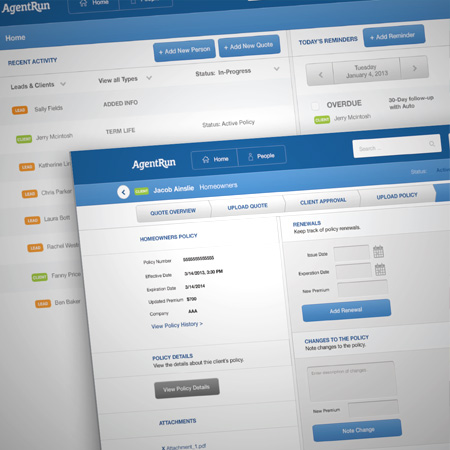 AgentRun
Home
People
Home
RECENT ACTIVITY
+ Add New Person
+ Add New Quote
Leads & Clients
View all Types
Status: In-Progress
LEAD Sally Fields ADDED INFO
CLIENT Jerry McIntosh TERM LIFE Status: Active Policy
LEAD Katherine
LEAD Chris Parker
LEAD Laura Bott
LEAD Rachel
CLIENT Fanny Price
LEAD Ben Baker
TODAY'S REMINDERS
+ Add Reminder
Tuesday
January 4, 2013
OVERDUE
30-Day follow-up
with Auto
CLIENT Jerry McIntosh
AgentRun
Home
People
Search ...
CLIENT Jacob Ainslie Homeowners
Status
QUOTE OVERVIEW
UPLOAD QUOTE
CLIENT APPROVAL
UPLOAD POLICY
HOMEOWNERS POLICY
Policy Number 55555555555555
Effective Date 3/14/2013, 3:30 PM
Expiration Date 3/14/2014
Updated Premium $700
Company AAA
View Policy History >
POLICY DETAILS
View the details about this client's policy.
View Policy Details
ATTACHMENTS
X Attachment_1.pdf
RENEWALS
Keep track of policy renewals.
Issue Date
Experation Date
New Premium
Add Renewal
CHANGES TO THE POLICY
Note changes to the policy.
Enter description of changes.
New Premium
Note Change